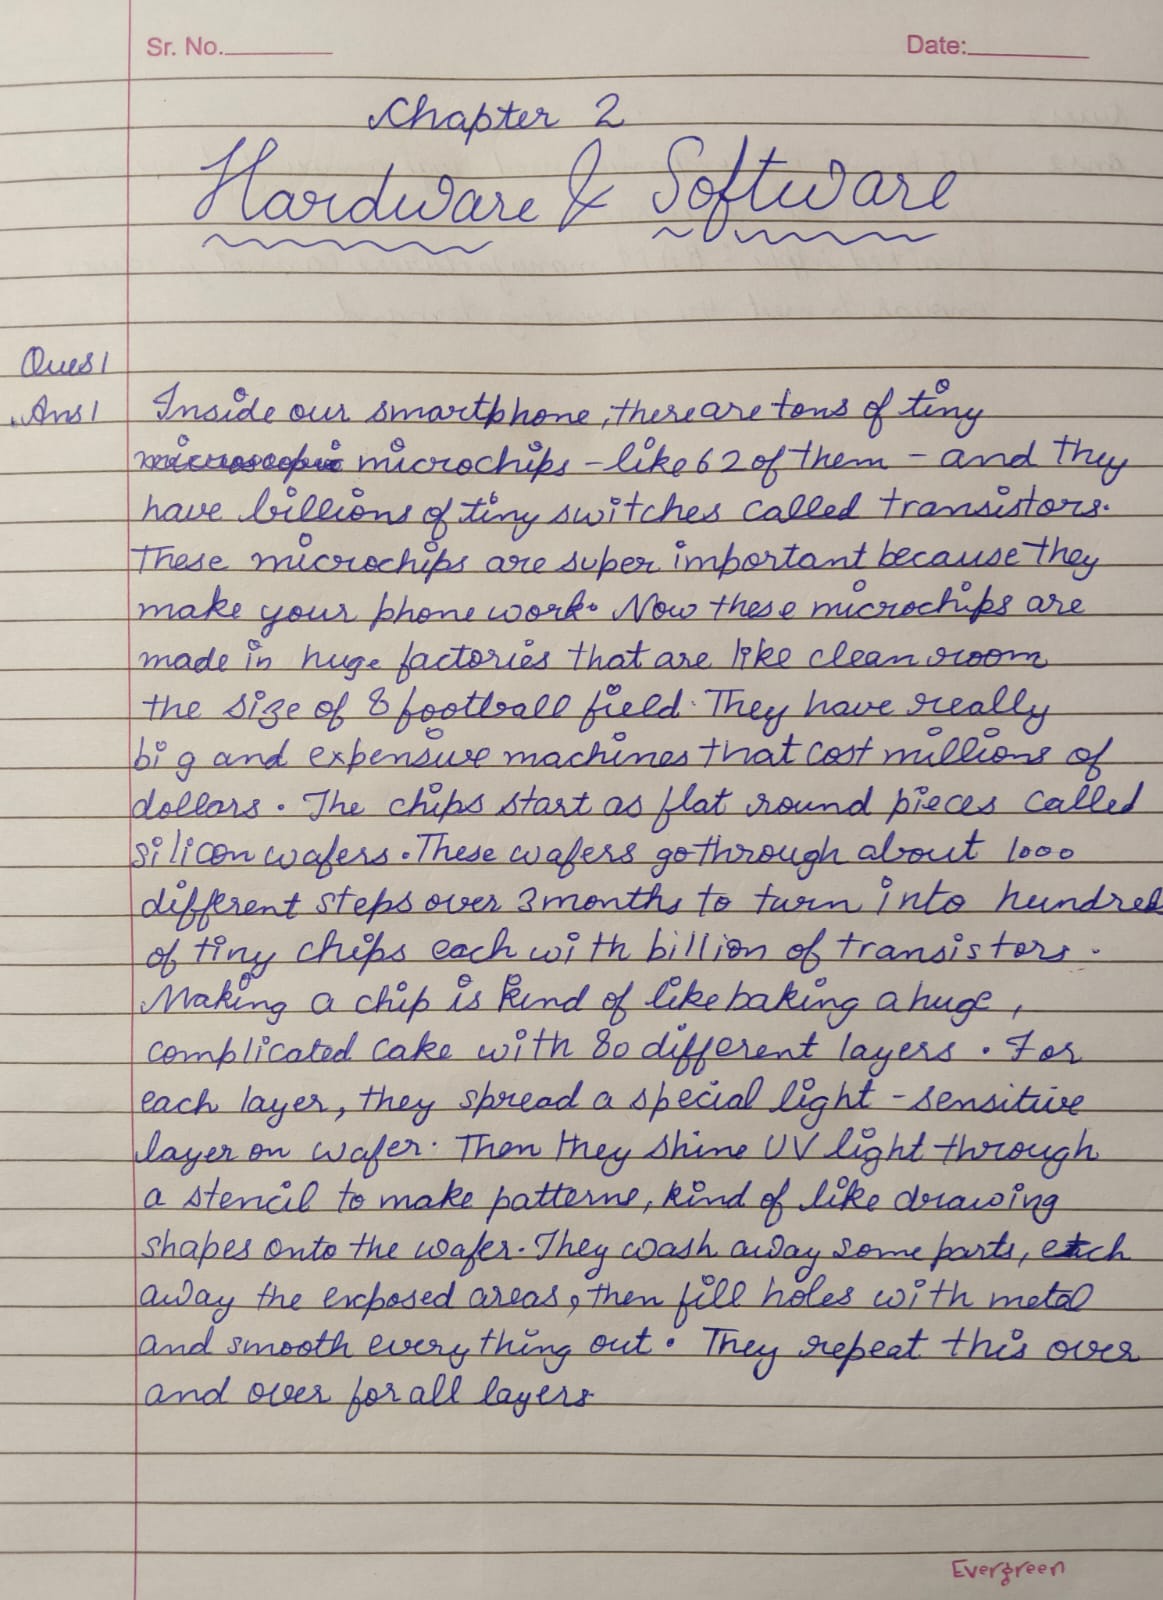 Sr. No.
Date:
Chapter 2
Hardware & Software
Ques 1
Ans 1 Inside our smartphone, there are tons of tiny
microscopic microchips - like 62 of them - and they
have billions of tiny switches called transistors.
These microchips are super important because they
make your phone work. Now these microchips are
made in huge factories that are like clean room
the size of 8 football field. They have really
big and expensive machines that cost millions of
dollars. The chips start as flat round pieces called
silicon wafers. These wafers go through about 1000
different steps over 3 months to turn into hundred
of tiny chips each with billion of transistors.
Making a chip is kind of like baking a huge,
complicated cake with 80 different layers. For
each layer, they spread a special light-sensitive
layer on wafer. Then they shine UV light through
a stencil to make patterns, kind of like drawing
shapes onto the wafer. They wash away some parts, etch
away the exposed areas, then fill holes with metal
and smooth everything out. They repeat this over
and over for all layers
Evergreen